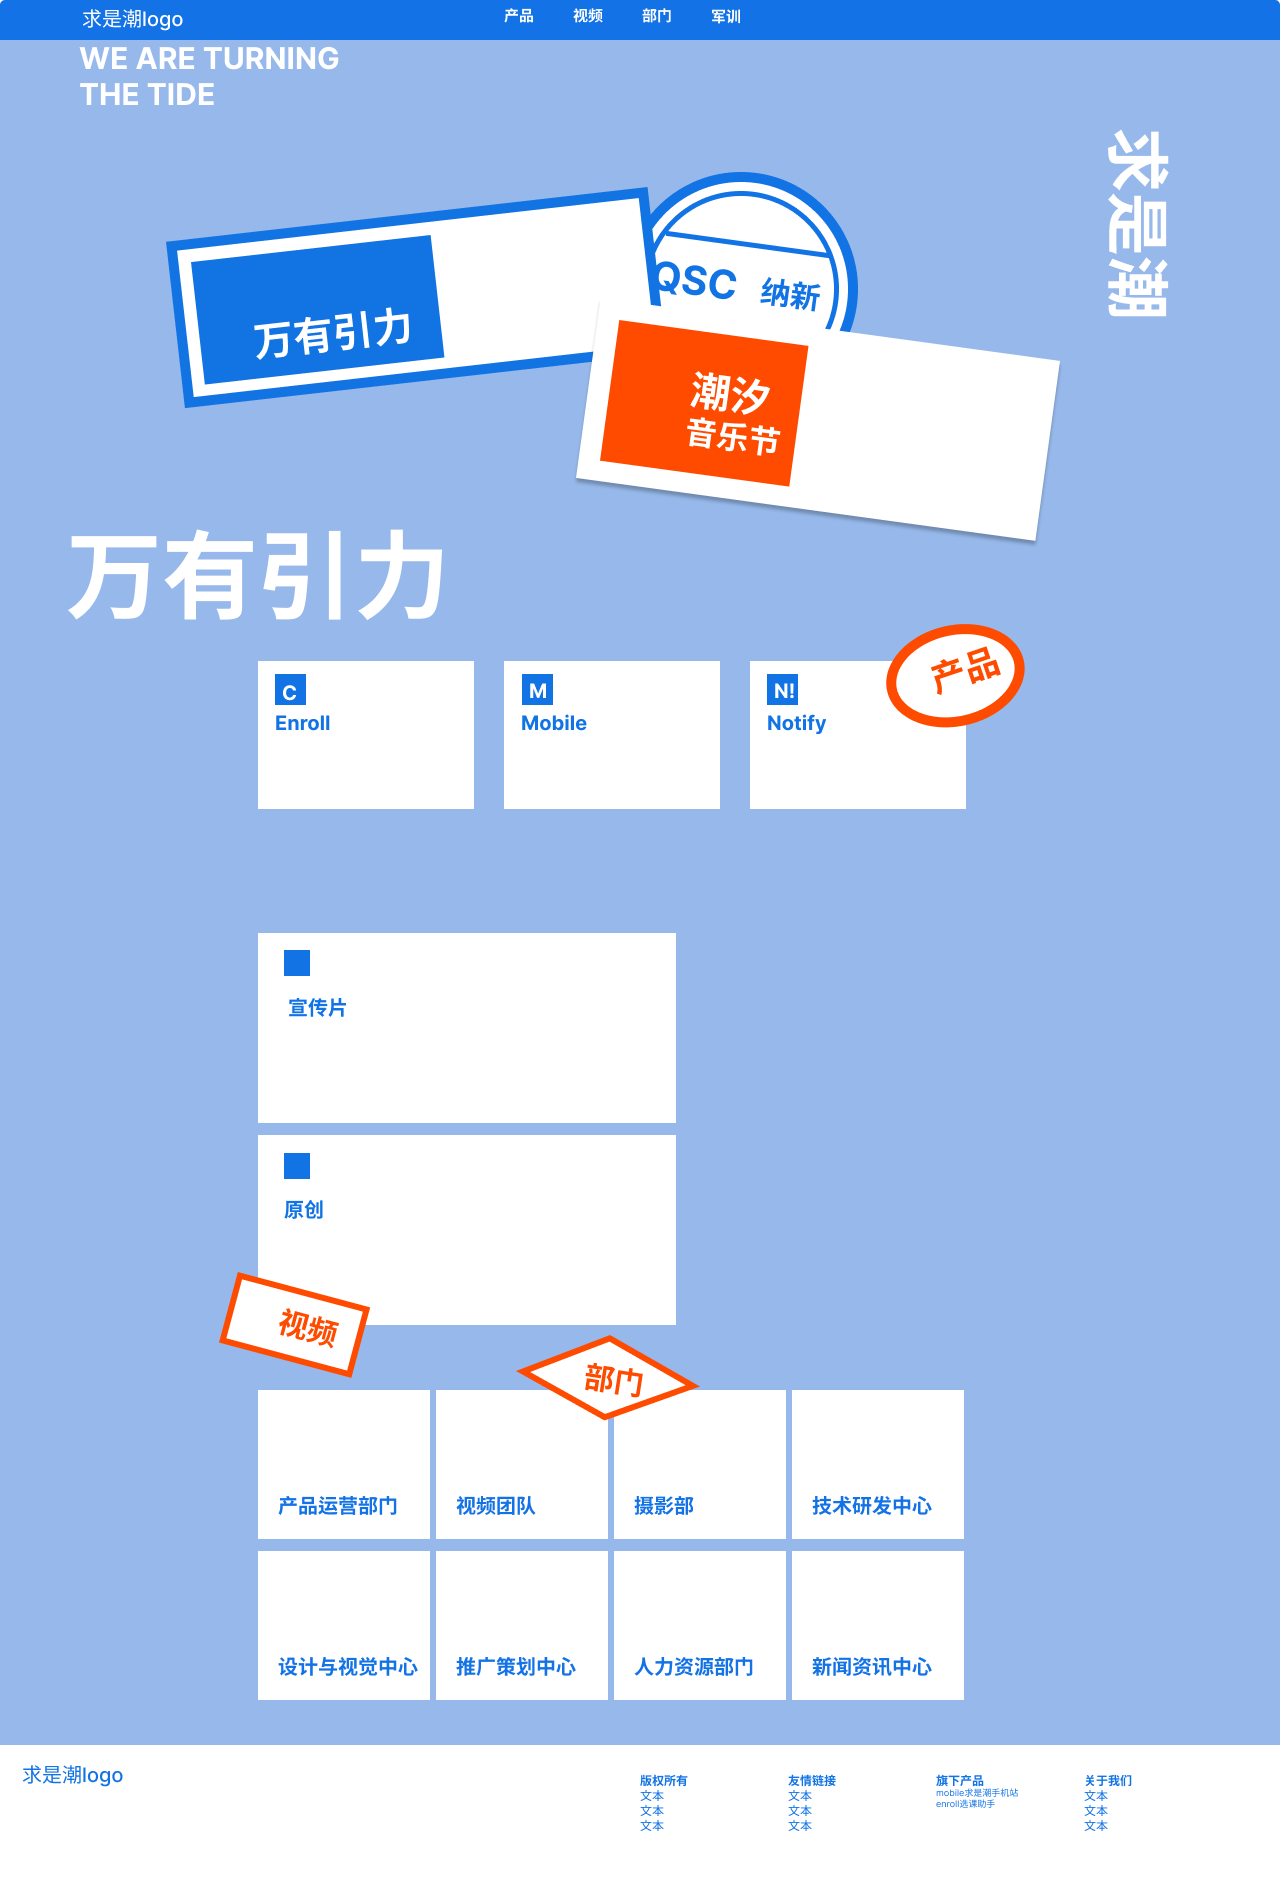 求是潮logo
产品
视频
部门
军训
WE ARE TURNING
THE TIDE
求是潮
万有引力
QSC
纳新
潮汐
音乐节
万有引力
产品
C
Enroll
M
Mobile
N!
Notify
宣传片
原创
视频
部门
产品运营部门
视频团队
摄影部
技术研发中心
设计与视觉中心
推广策划中心
人力资源部门
新闻资讯中心
求是潮logo
版权所有
文本
文本
文本
友情链接
文本
文本
文本
旗下产品
mobile求是潮手机站
enroll选课助手
关于我们
文本
文本
文本